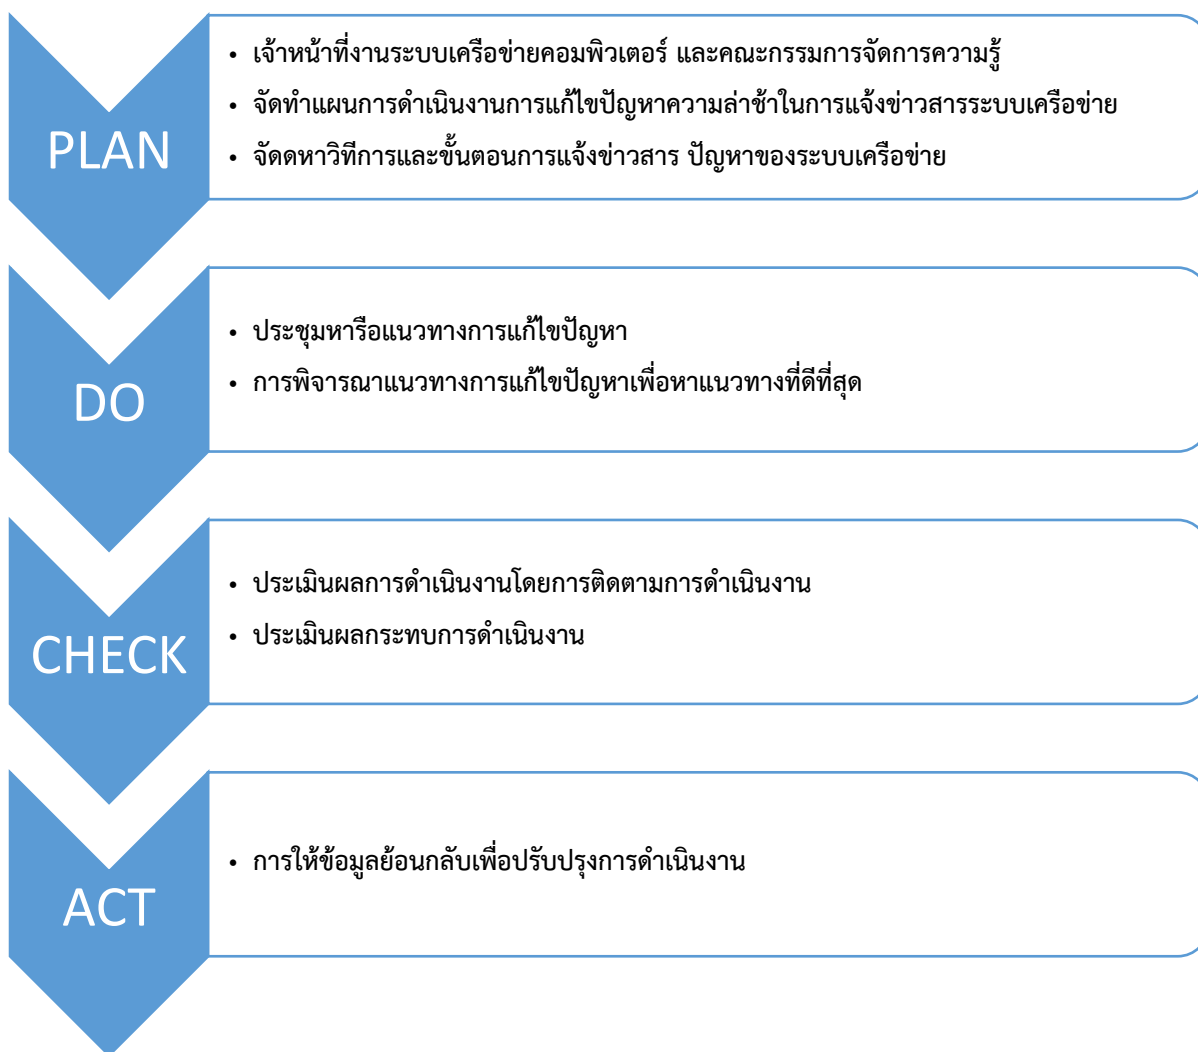 PLAN
• เจ้าหน้าที่งานระบบเครือข่ายคอมพิวเตอร์ และคณะกรรมการจัดการความรู้
• จัดทำแผนการดำเนินงานการแก้ไขปัญหาความล่าช้าในการแจ้งข่าวสารระบบเครือข่าย
• จัดดหาวิทีการและขั้นตอนการแจ้งข่าวสาร ปัญหาของระบบเครือข่าย
DO
• ประชุมหารือแนวทางการแก้ไขปัญหา
• การพิจารณาแนวทางการแก้ไขปัญหาเพื่อหาแนวทางที่ดีที่สุด
CHECK
• ประเมินผลการดำเนินงานโดยการติดตามการดำเนินงาน
• ประเมินผลกระทบการดำเนินงาน
ACT
• การให้ข้อมูลย้อนกลับเพื่อปรับปรุงการดำเนินงาน